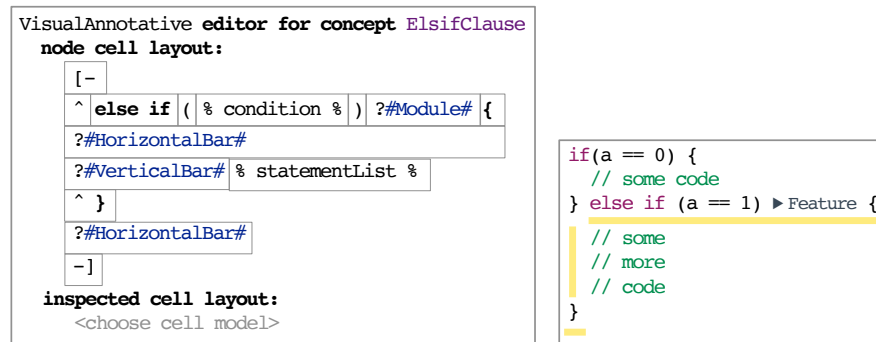 VisualAnnotative editor for concept ElsifClause
node cell layout:
[-
^ else if ( % condition % ) ?#Module# {
?#HorizontalBar#
?#VerticalBar# % statementList %
^ }
?#HorizontalBar#
-]
inspected cell layout:
<choose cell model>
if(a == 0) {
// some code
} else if (a == 1) ▶ Feature {
// some
// more
// code
}